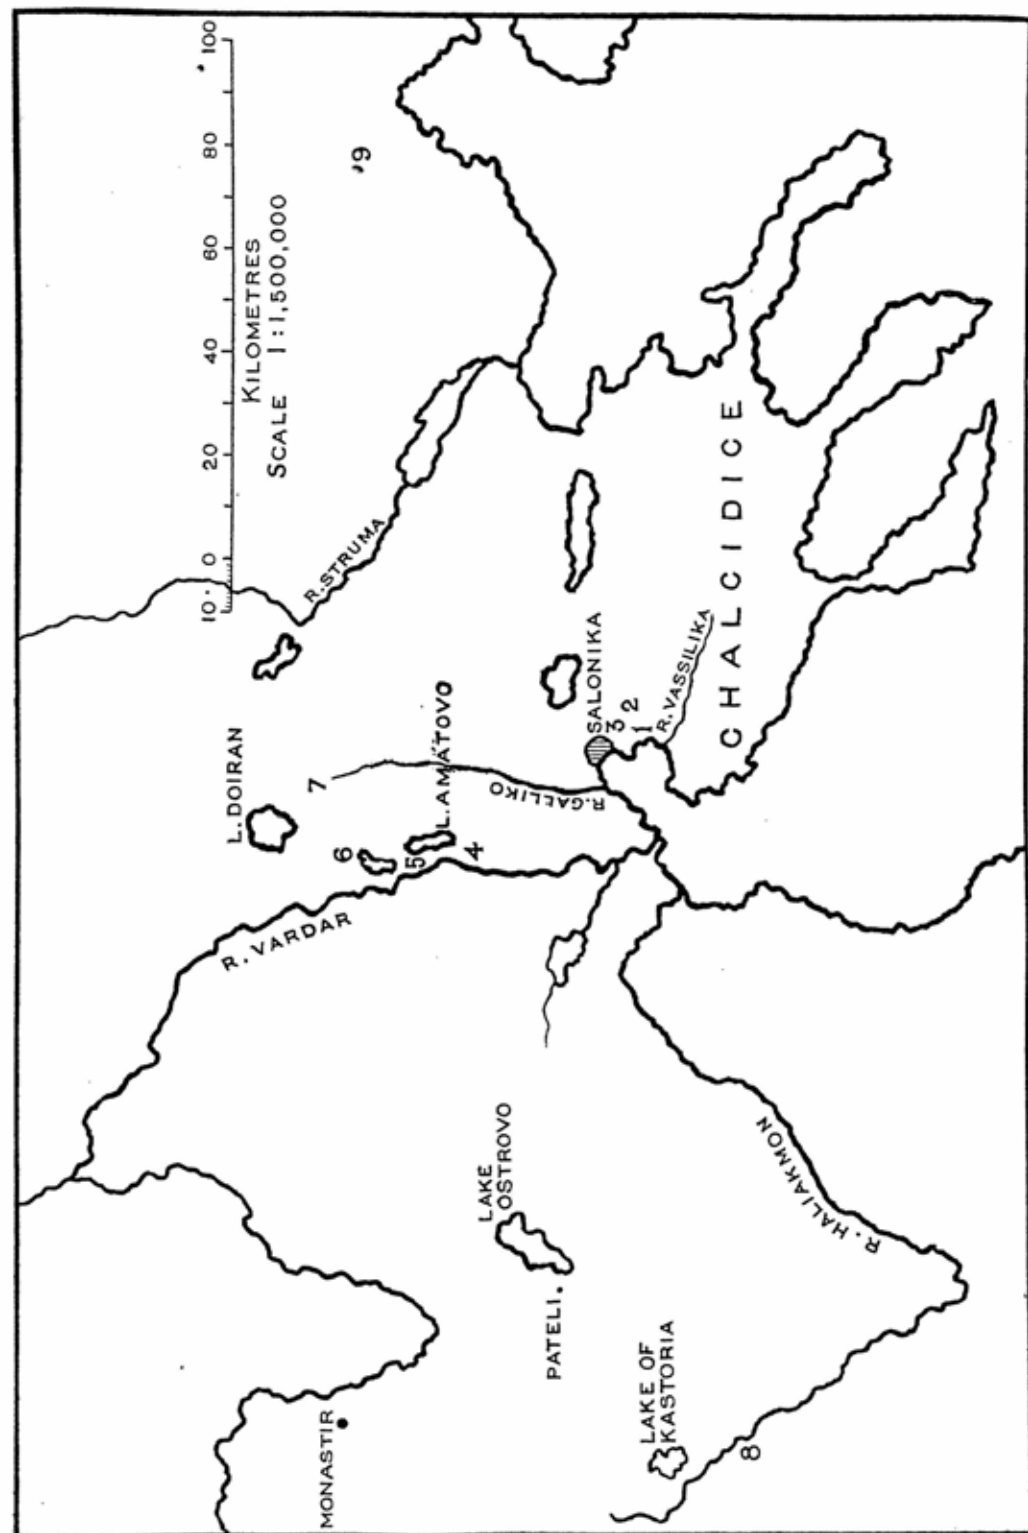 10 0 20 40 60 80 100
KILOMETRES
SCALE 1:1,500,000
MONASTIR
R. VARDAR
L. DOIRAN
R. STRUMA
7
6
5
4
L. AMATOVO
R. GALLIKO
9
LAKE
OSTROVO
PATELI.
SALONIKA
3
2
1
R. VASSILIKA
CHALCIDICE
LAKE OF
KASTORIA
8
R. HALIAKMON